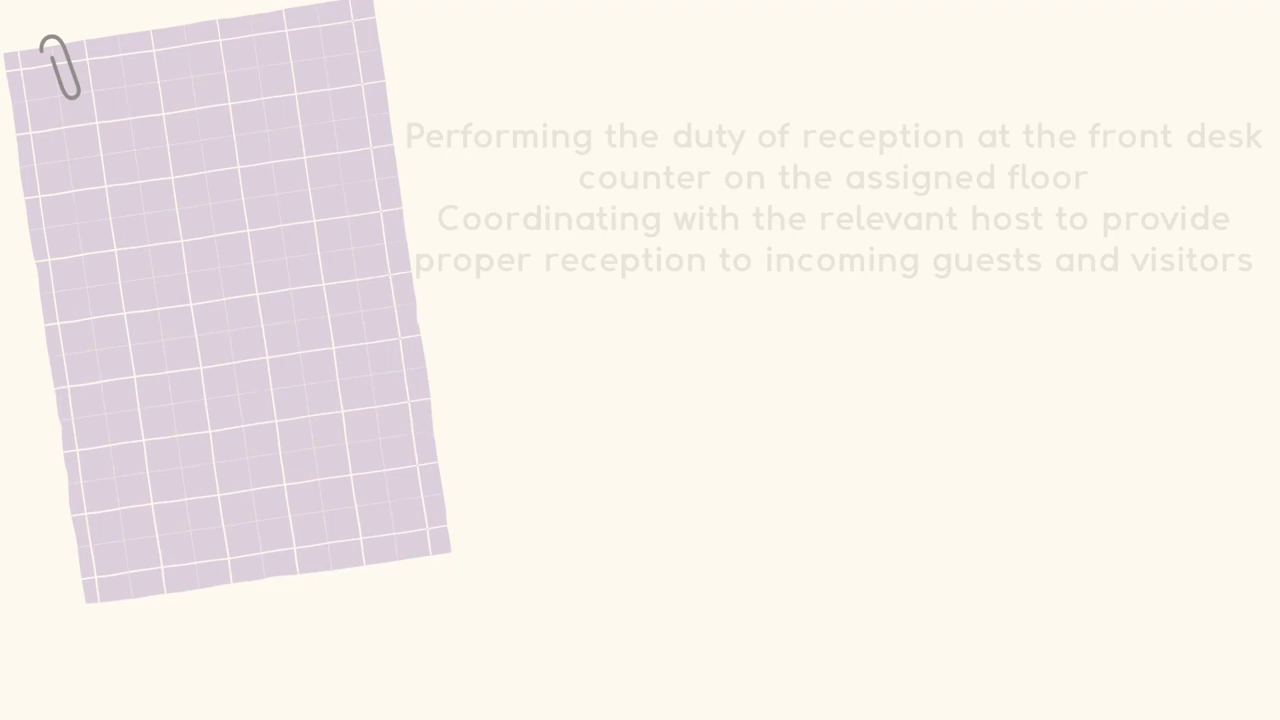 Performing the duty of reception at the front desk
counter on the assigned floor
Coordinating with the relevant host to provide
proper reception to incoming guests and visitors